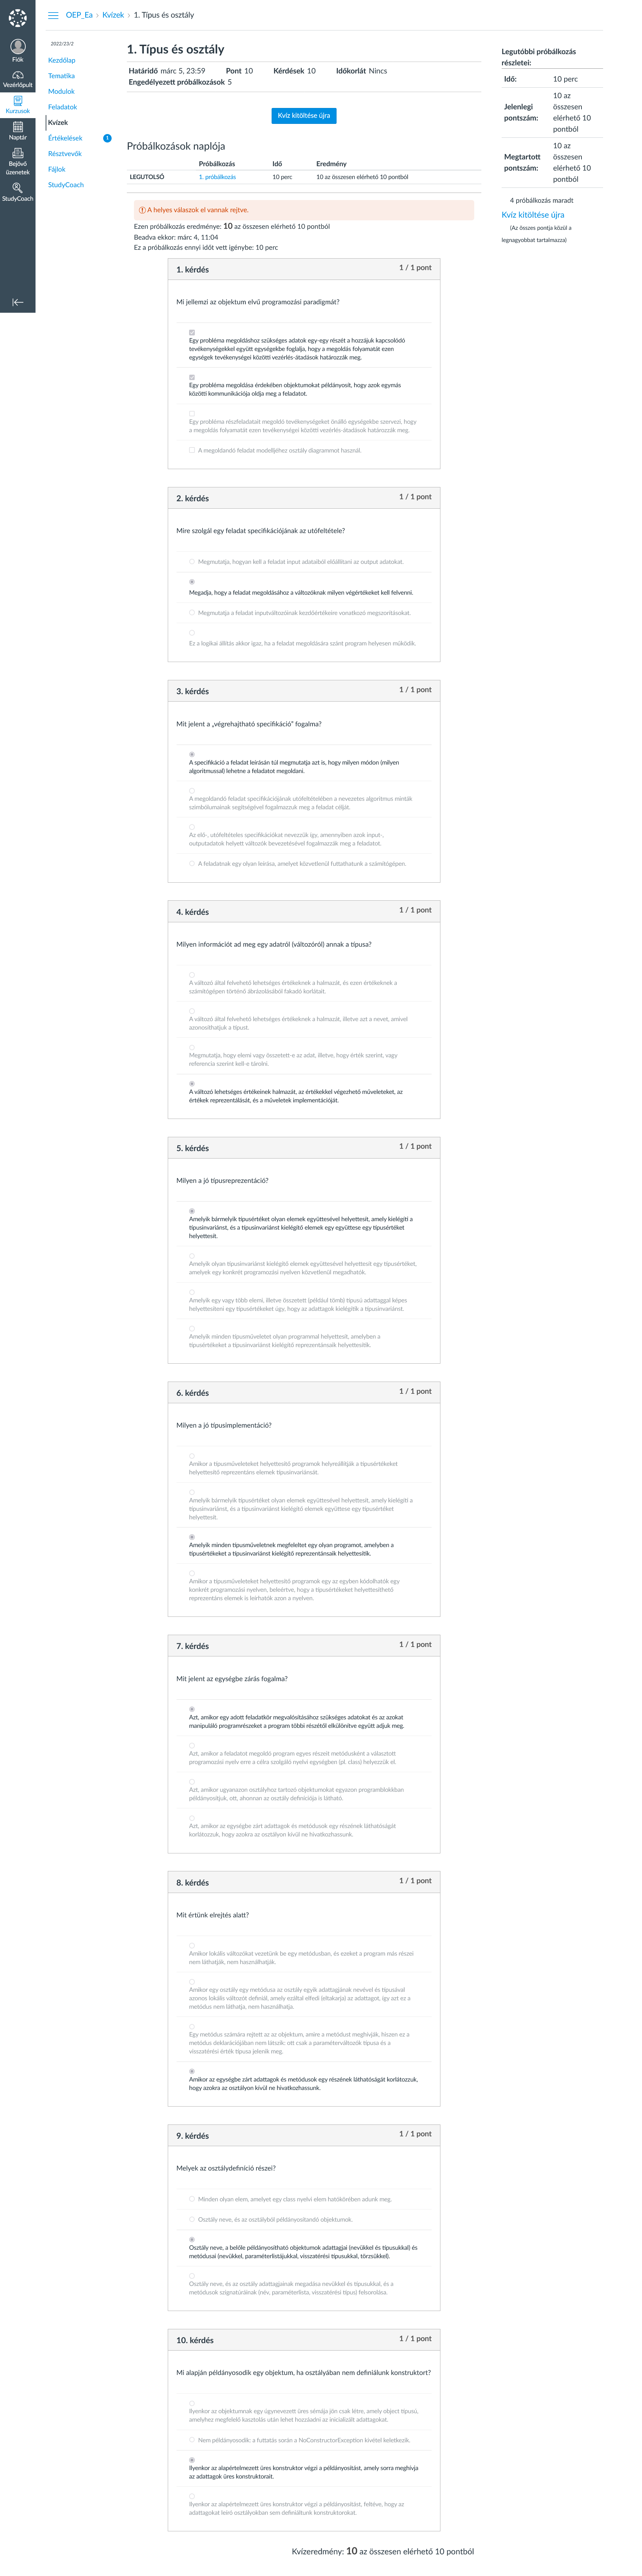 Fiók
Vezérlőpult
Kurzusok
Naptár
Bejövő
üzenetek
StudyCoach
OEP_Ea > Kvízek > 1. Típus és osztály
2022/23/2
Kezdőlap
Tematika
Modulok
Feladatok
Kvízek
Értékelések 1
Résztvevők
Fájlok
StudyCoach
1. Típus és osztály
Határidő márc 5, 23:59 Pont 10 Kérdések 10 Időkorlát Nincs
Engedélyezett próbálkozások 5
Kvíz kitöltése újra
Próbálkozások naplója
Próbálkozás Idő Eredmény
LEGUTOLSÓ 1. próbálkozás 10 perc 10 az összesen elérhető 10 pontból
A helyes válaszok el vannak rejtve.
Ezen próbálkozás eredménye: 10 az összesen elérhető 10 pontból
Beadva ekkor: márc 4, 11:04
Ez a próbálkozás ennyi időt vett igénybe: 10 perc
1. kérdés 1 / 1 pont
Mi jellemzi az objektum elvű programozási paradigmát?
Egy probléma megoldáshoz szükséges adatok egy-egy részét a hozzájuk kapcsolódó
tevékenységekkel együtt egységekbe foglalja, hogy a megoldás folyamatát ezen
egységek tevékenységei közötti vezérlés-átadások határozzák meg.
Egy probléma megoldása érdekében objektumokat példányosít, hogy azok egymás
közötti kommunikációja oldja meg a feladatot.
Egy probléma részfeladatait megoldó tevékenységeket önálló egységekbe szervezi, hogy
a megoldás folyamatát ezen tevékenységei közötti vezérlés-átadások határozzák meg.
A megoldandó feladat modelljéhez osztály diagrammot használ.
2. kérdés 1 / 1 pont
Mire szolgál egy feladat specifikációjának az utófeltétele?
Megmutatja, hogyan kell a feladat input adataiból előállítani az output adatokat.
Megadja, hogy a feladat megoldásához a változóknak milyen végértékeket kell felvenni.
Megmutatja a feladat inputváltozóinak kezdőértékeire vonatkozó megszorításokat.
Ez a logikai állítás akkor igaz, ha a feladat megoldására szánt program helyesen működik.
3. kérdés 1 / 1 pont
Mit jelent a „végrehajtható specifikáció” fogalma?
A specifikáció a feladat leírásán túl megmutatja azt is, hogy milyen módon (milyen
algoritmussal) lehetne a feladatot megoldani.
A megoldandó feladat specifikációjának utófeltételében a nevezetes algoritmus minták
szimbólumainak segítségével fogalmazzuk meg a feladat célját.
Az elő-, utófeltételes specifikációkat nevezzük így, amennyiben azok input-,
outputadatok helyett változók bevezetésével fogalmazzák meg a feladatot.
A feladatnak egy olyan leírása, amelyet közvetlenül futtathatunk a számítógépen.
4. kérdés 1 / 1 pont
Milyen információt ad meg egy adatról (változóról) annak a típusa?
A változó által felvehető lehetséges értékeknek a halmazát, és ezen értékeknek a
számítógépen történő ábrázolásából fakadó korlátait.
A változó által felvehető lehetséges értékeknek a halmazát, illetve azt a nevet, amivel
azonosíthatjuk a típust.
Megmutatja, hogy elemi vagy összetett-e az adat, illetve, hogy érték szerint, vagy
referencia szerint kell-e tárolni.
A változó lehetséges értékeinek halmazát, az értékekkel végezhető műveleteket, az
értékek reprezentálását, és a műveletek implementációját.
5. kérdés 1 / 1 pont
Milyen a jó típusreprezentáció?
Amelyik bármelyik típusértéket olyan elemek együttesével helyettesít, amely kielégíti a
típusinvariánst, és a típusinvariánst kielégítő elemek egy együttese egy típusértéket
helyettesít.
Amelyik olyan típusinvariánst kielégítő elemek együttesével helyettesít egy típusértéket,
amelyek egy konkrét programozási nyelven közvetlenül megadhatók.
Amelyik egy vagy több elemi, illetve összetett (például tömb) típusú adattaggal képes
helyettesíteni egy típusértékeket úgy, hogy az adattagok kielégítik a típusinvariánst.
Amelyik minden típusműveletet olyan programmal helyettesít, amelyben a
típusértékeket a típusinvariánst kielégítő reprezentánsaik helyettesítik.
6. kérdés 1 / 1 pont
Milyen a jó típusimplementáció?
Amikor a típusműveleteket helyettesítő programok helyreállítják a típusértékeket
helyettesítő reprezentáns elemek típusinvariánsát.
Amelyik bármelyik típusértéket olyan elemek együttesével helyettesít, amely kielégíti a
típusinvariánst, és a típusinvariánst kielégítő elemek együttese egy típusértéket
helyettesít.
Amelyik minden típusműveletnek megfeleltet egy olyan programot, amelyben a
típusértékeket a típusinvariánst kielégítő reprezentánsaik helyettesítik.
Amikor a típusműveleteket helyettesítő programok egy az egyben kódolhatók egy
konkrét programozási nyelven, beleértve, hogy a típusértékeket helyettesíthető
reprezentáns elemek is leírhatók azon a nyelven.
7. kérdés 1 / 1 pont
Mit jelent az egységbe zárás fogalma?
Azt, amikor egy adott feladatkör megvalósításához szükséges adatokat és az azokat
manipuláló programrészeket a program többi részétől elkülönítve együtt adjuk meg.
Azt, amikor a feladatot megoldó program egyes részeit metódusként a választott
programozási nyelv erre a célra szolgáló nyelvi egységben (pl. class) helyezzük el.
Azt, amikor ugyanazon osztályhoz tartozó objektumokat egyazon programblokkban
példányosítjuk, ott, ahonnan az osztály definíciója is látható.
Azt, amikor az egységbe zárt adattagok és metódusok egy részének láthatóságát
korlátozzuk, hogy azokra az osztályon kívül ne hivatkozhassunk.
8. kérdés 1 / 1 pont
Mit értünk elrejtés alatt?
Amikor lokális változókat vezetünk be egy metódusban, és ezeket a program más részei
nem láthatják, nem használhatják.
Amikor egy osztály egy metódusa az osztály egyik adattagjának nevével és típusával
azonos lokális változót definiál, amely ezáltal elfedi (eltakarja) az adattagot, így azt ez a
metódus nem láthatja, nem használhatja.
Egy metódus számára rejtett az az objektum, amire a metódust meghívják, hiszen ez a
metódus deklarációjában nem látszik: ott csak a paraméterváltozók típusa és a
visszatérési érték típusa jelenik meg.
Amikor az egységbe zárt adattagok és metódusok egy részének láthatóságát korlátozzuk,
hogy azokra az osztályon kívül ne hivatkozhassunk.
9. kérdés 1 / 1 pont
Melyek az osztálydefiníció részei?
Minden olyan elem, amelyet egy class nyelvi elem hatókörében adunk meg.
Osztály neve, és az osztályból példányosítandó objektumok.
Osztály neve, a belőle példányosítható objektumok adattagjai (nevükkel és típusukkal) és
metódusai (nevükkel, paraméterlistájukkal, visszatérési típusukkal, törzsükkel).
Osztály neve, és az osztály adattagjainak megadása nevükkel és típusukkal, és a
metódusok szignatúráinak (név, paraméterlista, visszatérési típus) felsorolása.
10. kérdés 1 / 1 pont
Mi alapján példányosodik egy objektum, ha osztályában nem definiálunk konstruktort?
Ilyenkor az objektumnak egy úgynevezett üres sémája jön csak létre, amely object típusú,
amelyhez megfelelő kasztolás után lehet hozzáadni az inicializált adattagokat.
Nem példányosodik: a futtatás során a NoConstructorException kivétel keletkezik.
Ilyenkor az alapértelmezett üres konstruktor végzi a példányosítást, amely sorra meghívja
az adattagok üres konstruktorait.
Ilyenkor az alapértelmezett üres konstruktor végzi a példányosítást, feltéve, hogy az
adattagokat leíró osztályokban sem definiáltunk konstruktorokat.
Kvízeredmény: 10 az összesen elérhető 10 pontból
Legutóbbi próbálkozás
részletei:
Idő: 10 perc
Jelenlegi pontszám: 10 az összesen elérhető 10 pontból
Megtartott pontszám: 10 az összesen elérhető 10 pontból
4 próbálkozás maradt
Kvíz kitöltése újra
(Az összes pontja közül a
legnagyobbat tartalmazza)